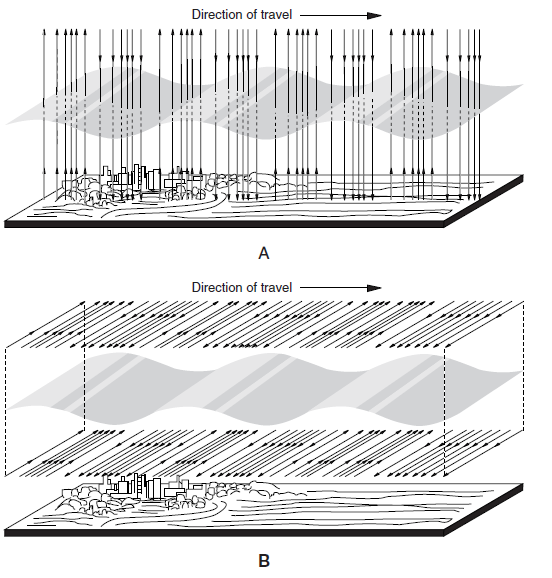 Direction of travel
A
Direction of travel
B